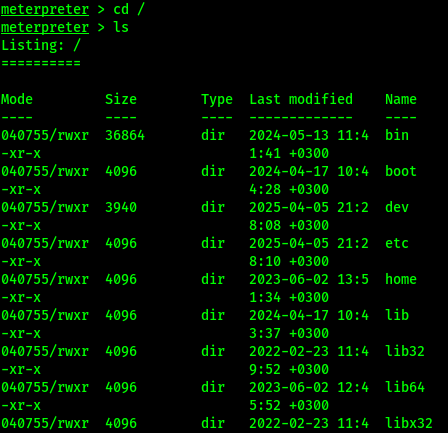 meterpreter > cd /
meterpreter > ls
Listing: /
==========
Mode         Size       Type  Last modified    Name
----         ----       ----  -------------    ----
040755/rwxr  36864      dir   2024-05-13 11:4  bin
-xr-x                         1:41 +0300
040755/rwxr  4096       dir   2024-04-17 10:4  boot
-xr-x                         4:28 +0300
040755/rwxr  3940       dir   2025-04-05 21:2  dev
-xr-x                         8:08 +0300
040755/rwxr  4096       dir   2025-04-05 21:2  etc
-xr-x                         8:10 +0300
040755/rwxr  4096       dir   2023-06-02 13:5  home
-xr-x                         1:34 +0300
040755/rwxr  4096       dir   2024-04-17 10:4  lib
-xr-x                         3:37 +0300
040755/rwxr  4096       dir   2022-02-23 11:4  lib32
-xr-x                         9:52 +0300
040755/rwxr  4096       dir   2023-06-02 12:4  lib64
-xr-x                         5:52 +0300
040755/rwxr  4096       dir   2022-02-23 11:4  libx32